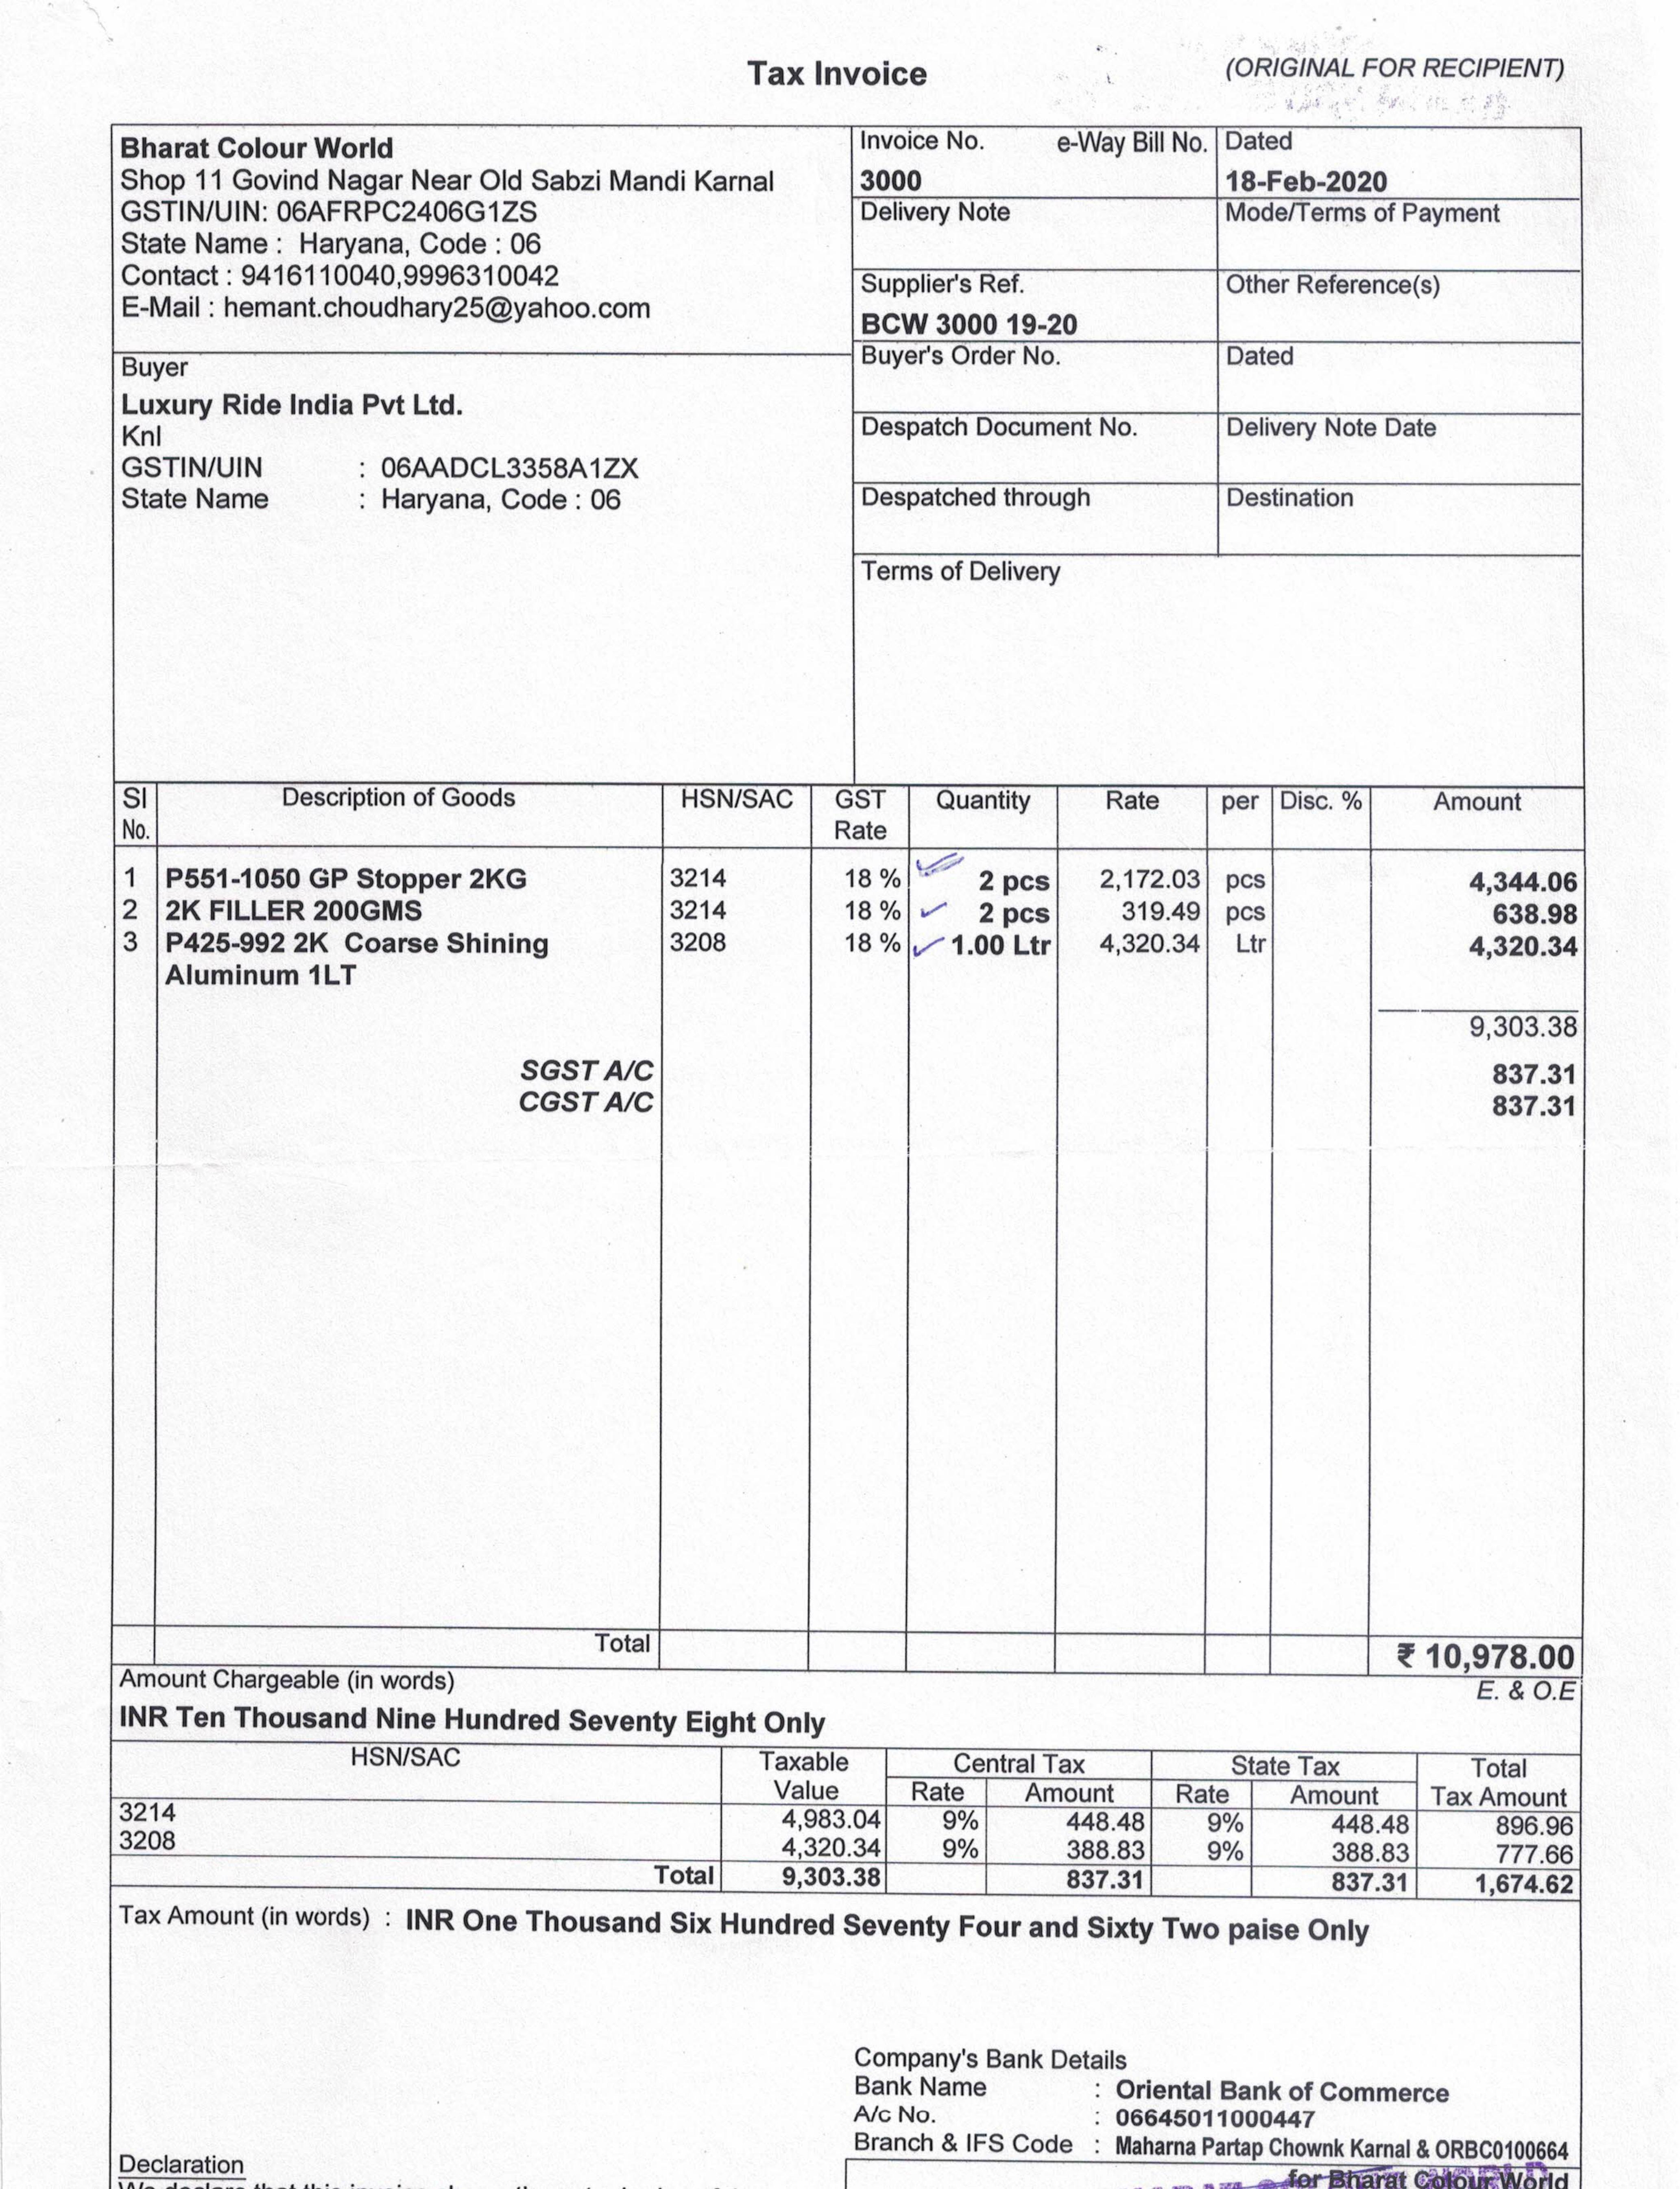 Tax Invoice
(ORIGINAL FOR RECIPIENT)
Bharat Colour World
Shop 11 Govind Nagar Near Old Sabzi Mandi Karnal
GSTIN/UIN: 06AFRPC2406G1ZS
State Name : Haryana, Code : 06
Contact : 9416110040,9996310042
E-Mail : hemant.choudhary25@yahoo.com
Buyer
Luxury Ride India Pvt Ltd.
Knl
GSTIN/UIN : 06AADCL3358A1ZX
State Name : Haryana, Code : 06
Invoice No. e-Way Bill No. Dated
3000 18-Feb-2020
Delivery Note Mode/Terms of Payment
Supplier's Ref. Other Reference(s)
BCW 3000 19-20
Buyer's Order No. Dated
Despatch Document No. Delivery Note Date
Despatched through Destination
Terms of Delivery
Sl Description of Goods HSN/SAC GST Quantity Rate per Disc. % Amount
No. Rate
1 P551-1050 GP Stopper 2KG 3214 18 % 2 pcs 2,172.03 pcs 4,344.06
2 2K FILLER 200GMS 3214 18 % 2 pcs 319.49 pcs 638.98
3 P425-992 2K Coarse Shining 3208 18 % 1.00 Ltr 4,320.34 Ltr 4,320.34
Aluminum 1LT
9,303.38
SGST A/C 837.31
CGST A/C 837.31
Total ₹ 10,978.00
Amount Chargeable (in words) E. & O.E
INR Ten Thousand Nine Hundred Seventy Eight Only
HSN/SAC Taxable Central Tax State Tax Total
Value Rate Amount Rate Amount Tax Amount
3214 4,983.04 9% 448.48 9% 448.48 896.96
3208 4,320.34 9% 388.83 9% 388.83 777.66
Total 9,303.38 837.31 837.31 1,674.62
Tax Amount (in words) : INR One Thousand Six Hundred Seventy Four and Sixty Two paise Only
Company's Bank Details
Bank Name : Oriental Bank of Commerce
A/c No. : 06645011000447
Branch & IFS Code : Maharna Partap Chownk Karnal & ORBC0100664
Declaration
for Bharat Colour World